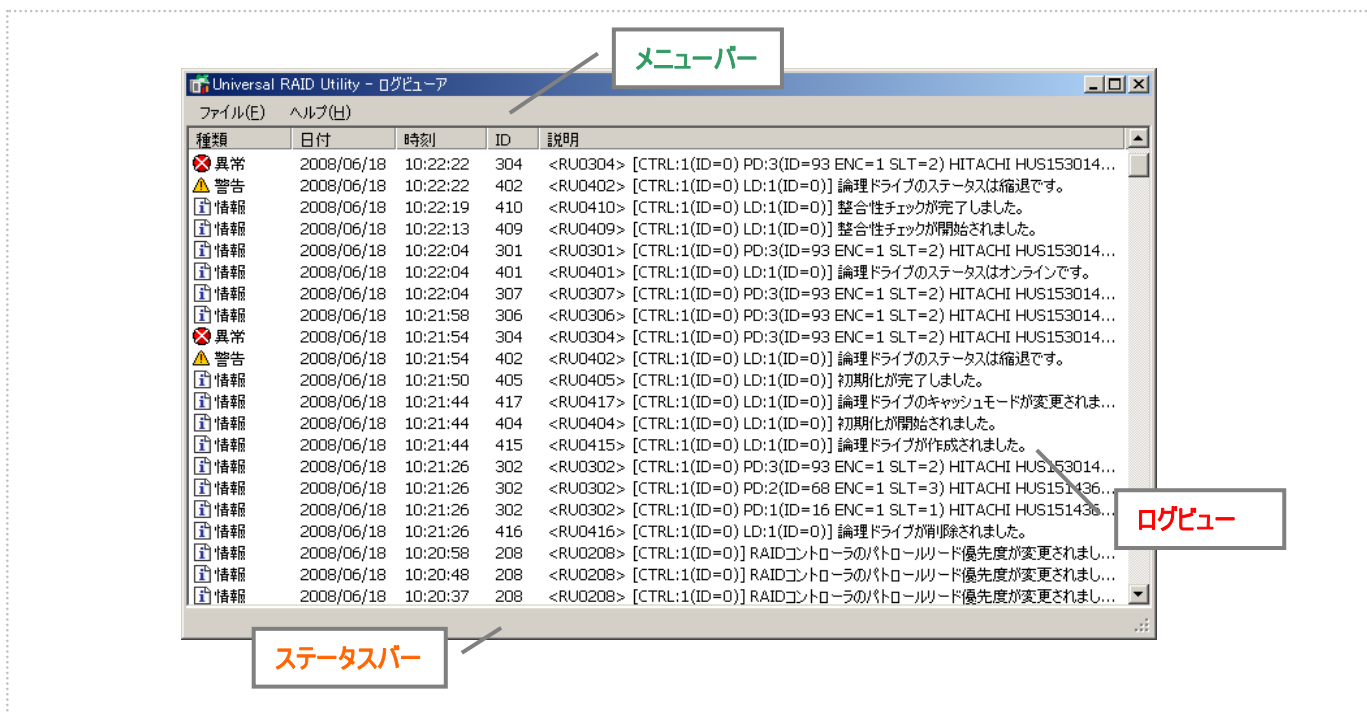 メニューバー
Universal RAID Utility - ログビューア
ファイル(F) ヘルプ(H)
種類 日付 時刻 ID 説明
異常 2008/06/18 10:22:22 304 <RU0304> [CTRL:1(ID=0) PD:3(ID=93 ENC=1 SLT=2) HITACHI HUS153014...
警告 2008/06/18 10:22:22 402 <RU0402> [CTRL:1(ID=0) LD:1(ID=0)] 論理ドライブのステータスは縮退です。
情報 2008/06/18 10:22:19 410 <RU0410> [CTRL:1(ID=0) LD:1(ID=0)] 整合性チェックが完了しました。
情報 2008/06/18 10:22:13 409 <RU0409> [CTRL:1(ID=0) LD:1(ID=0)] 整合性チェックが開始されました。
情報 2008/06/18 10:22:04 301 <RU0301> [CTRL:1(ID=0) PD:3(ID=93 ENC=1 SLT=2) HITACHI HUS153014...
情報 2008/06/18 10:22:04 401 <RU0401> [CTRL:1(ID=0) LD:1(ID=0)] 論理ドライブのステータスはオンラインです。
情報 2008/06/18 10:22:04 307 <RU0307> [CTRL:1(ID=0) PD:3(ID=93 ENC=1 SLT=2) HITACHI HUS153014...
情報 2008/06/18 10:21:58 306 <RU0306> [CTRL:1(ID=0) PD:3(ID=93 ENC=1 SLT=2) HITACHI HUS153014...
異常 2008/06/18 10:21:54 304 <RU0304> [CTRL:1(ID=0) PD:3(ID=93 ENC=1 SLT=2) HITACHI HUS153014...
警告 2008/06/18 10:21:54 402 <RU0402> [CTRL:1(ID=0) LD:1(ID=0)] 論理ドライブのステータスは縮退です。
情報 2008/06/18 10:21:50 405 <RU0405> [CTRL:1(ID=0) LD:1(ID=0)] 初期化が完了しました。
情報 2008/06/18 10:21:44 417 <RU0417> [CTRL:1(ID=0) LD:1(ID=0)] 論理ドライブのキャッシュモードが変更されま...
情報 2008/06/18 10:21:44 404 <RU0404> [CTRL:1(ID=0) LD:1(ID=0)] 初期化が開始されました。
情報 2008/06/18 10:21:44 415 <RU0415> [CTRL:1(ID=0) LD:1(ID=0)] 論理ドライブが作成されました。
情報 2008/06/18 10:21:26 302 <RU0302> [CTRL:1(ID=0) PD:3(ID=93 ENC=1 SLT=2) HITACHI HUS153014...
情報 2008/06/18 10:21:26 302 <RU0302> [CTRL:1(ID=0) PD:2(ID=68 ENC=1 SLT=3) HITACHI HUS151436...
情報 2008/06/18 10:21:26 302 <RU0302> [CTRL:1(ID=0) PD:1(ID=16 ENC=1 SLT=1) HITACHI HUS151436...
ログビュー
情報 2008/06/18 10:21:26 416 <RU0416> [CTRL:1(ID=0) LD:1(ID=0)] 論理ドライブが削除されました。
情報 2008/06/18 10:20:58 208 <RU0208> [CTRL:1(ID=0)] RAIDコントローラのパトロールリード優先度が変更されまし...
情報 2008/06/18 10:20:48 208 <RU0208> [CTRL:1(ID=0)] RAIDコントローラのパトロールリード優先度が変更されまし...
情報 2008/06/18 10:20:37 208 <RU0208> [CTRL:1(ID=0)] RAIDコントローラのパトロールリード優先度が変更されまし...
ステータスバー